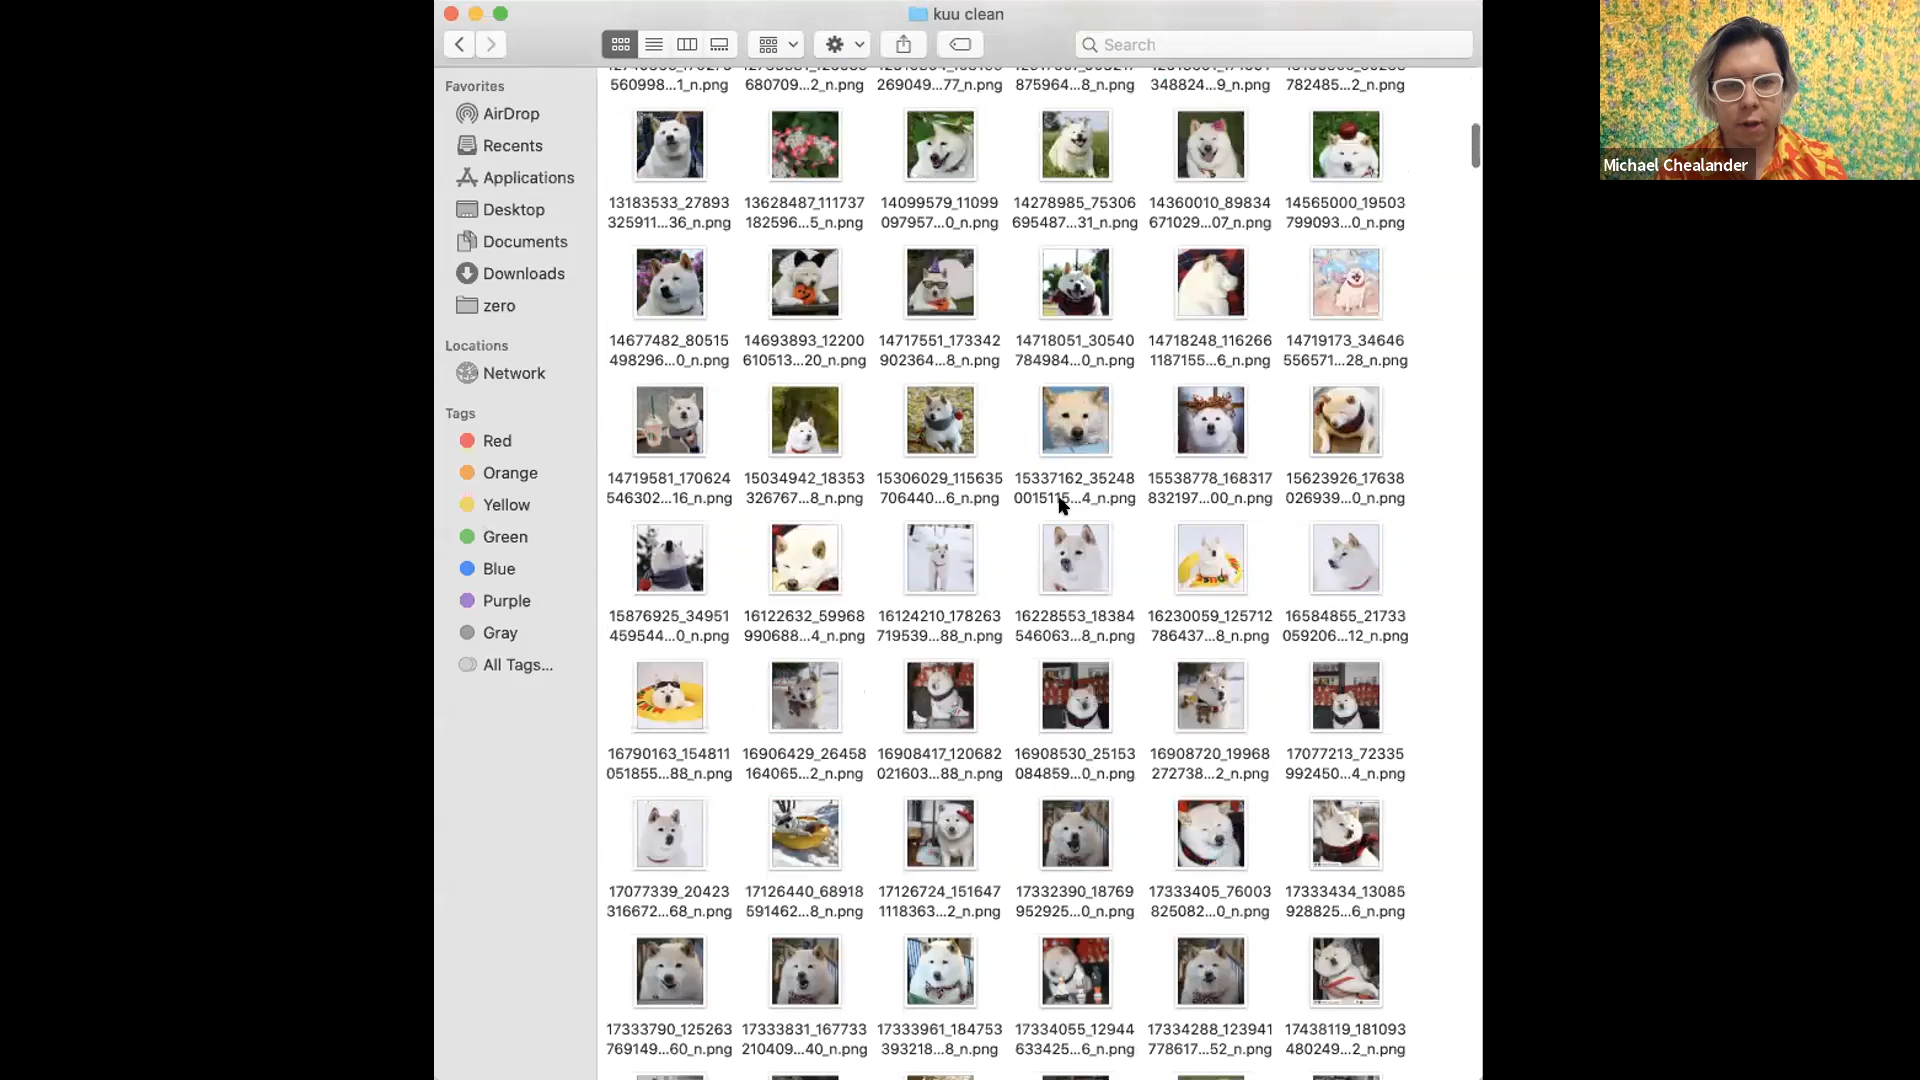 kuu clean
Search
Favorites
AirDrop
Recents
Applications
Desktop
Documents
Downloads
zero
Locations
Network
Tags
Red
Orange
Yellow
Green
Blue
Purple
Gray
All Tags...
560998...1_n.png 680709...2_n.png 269049...77_n.png 875964...8_n.png 348824...9_n.png 782485...2_n.png
13183533_27893 13628487_111737 14099579_11099 14278985_75306 14360010_89834 14565000_19503
325911...36_n.png 182596...5_n.png 097957...0_n.png 695487...31_n.png 671029...07_n.png 799093...0_n.png
14677482_80515 14693893_12200 14717551_173342 14718051_30540 14718248_116266 14719173_34646
498296...0_n.png 610513...20_n.png 902364...8_n.png 784984...0_n.png 1187155...6_n.png 556571...28_n.png
14719581_170624 15034942_18353 15306029_115635 15337162_35248 15538778_168317 15623926_17638
546302...16_n.png 326767...8_n.png 706440...6_n.png 0015115...4_n.png 832197...00_n.png 026939...0_n.png
15876925_34951 16122632_59968 16124210_178263 16228553_18384 16230059_125712 16584855_21733
459544...0_n.png 990688...4_n.png 719539...88_n.png 546063...8_n.png 786437...8_n.png 059206...12_n.png
16790163_154811 16906429_26458 16908417_120682 16908530_25153 16908720_19968 17077213_72335
051855...88_n.png 164065...2_n.png 021603...88_n.png 084859...0_n.png 272738...2_n.png 992450...4_n.png
17077339_20423 17126440_68918 17126724_151647 17332390_18769 17333405_76003 17333434_13085
316672...68_n.png 591462...8_n.png 1118363...2_n.png 952925...0_n.png 825082...0_n.png 928825...6_n.png
17333790_125263 17333831_167733 17333961_184753 17334055_12944 17334288_123941 17438119_181093
769149...60_n.png 210409...40_n.png 393218...8_n.png 633425...6_n.png 778617...52_n.png 480249...2_n.png
Michael Chealander